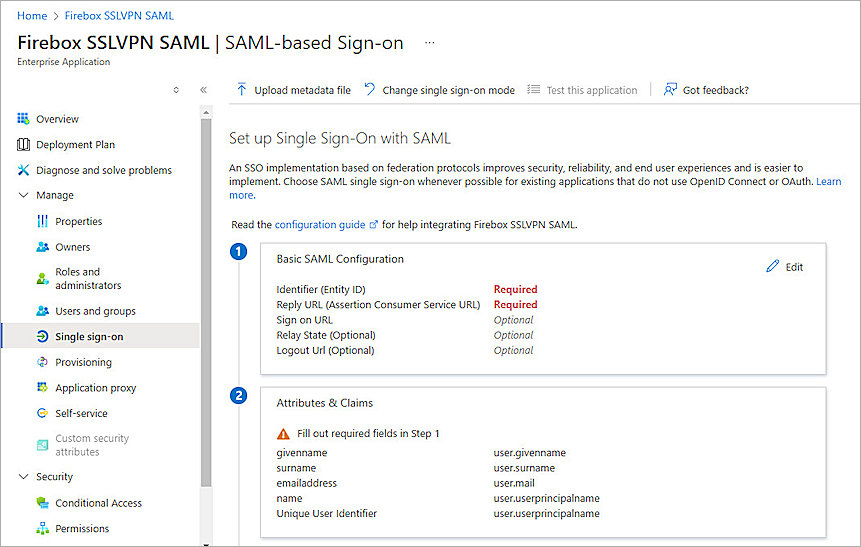 Home > Firebox SSLVPN SAML
Firebox SSLVPN SAML | SAML-based Sign-on ...
Enterprise Application
Upload metadata file
Change single sign-on mode
Test this application
Got feedback?
Overview
Deployment Plan
Diagnose and solve problems
Manage
Properties
Owners
Roles and
administrators
Users and groups
Single sign-on
Provisioning
Application proxy
Self-service
Custom security
attributes
Security
Conditional Access
Permissions
Set up Single Sign-On with SAML
An SSO implementation based on federation protocols improves security, reliability, and end user experiences and is easier to
implement. Choose SAML single sign-on whenever possible for existing applications that do not use OpenID Connect or OAuth. Learn
more.
Read the configuration guide for help integrating Firebox SSLVPN SAML.
1
Basic SAML Configuration
Edit
Identifier (Entity ID) Required
Reply URL (Assertion Consumer Service URL) Required
Sign on URL Optional
Relay State (Optional) Optional
Logout Url (Optional) Optional
2
Attributes & Claims
Fill out required fields in Step 1
givenname user.givenname
surname user.surname
emailaddress user.mail
name user.userprincipalname
Unique User Identifier user.userprincipalname